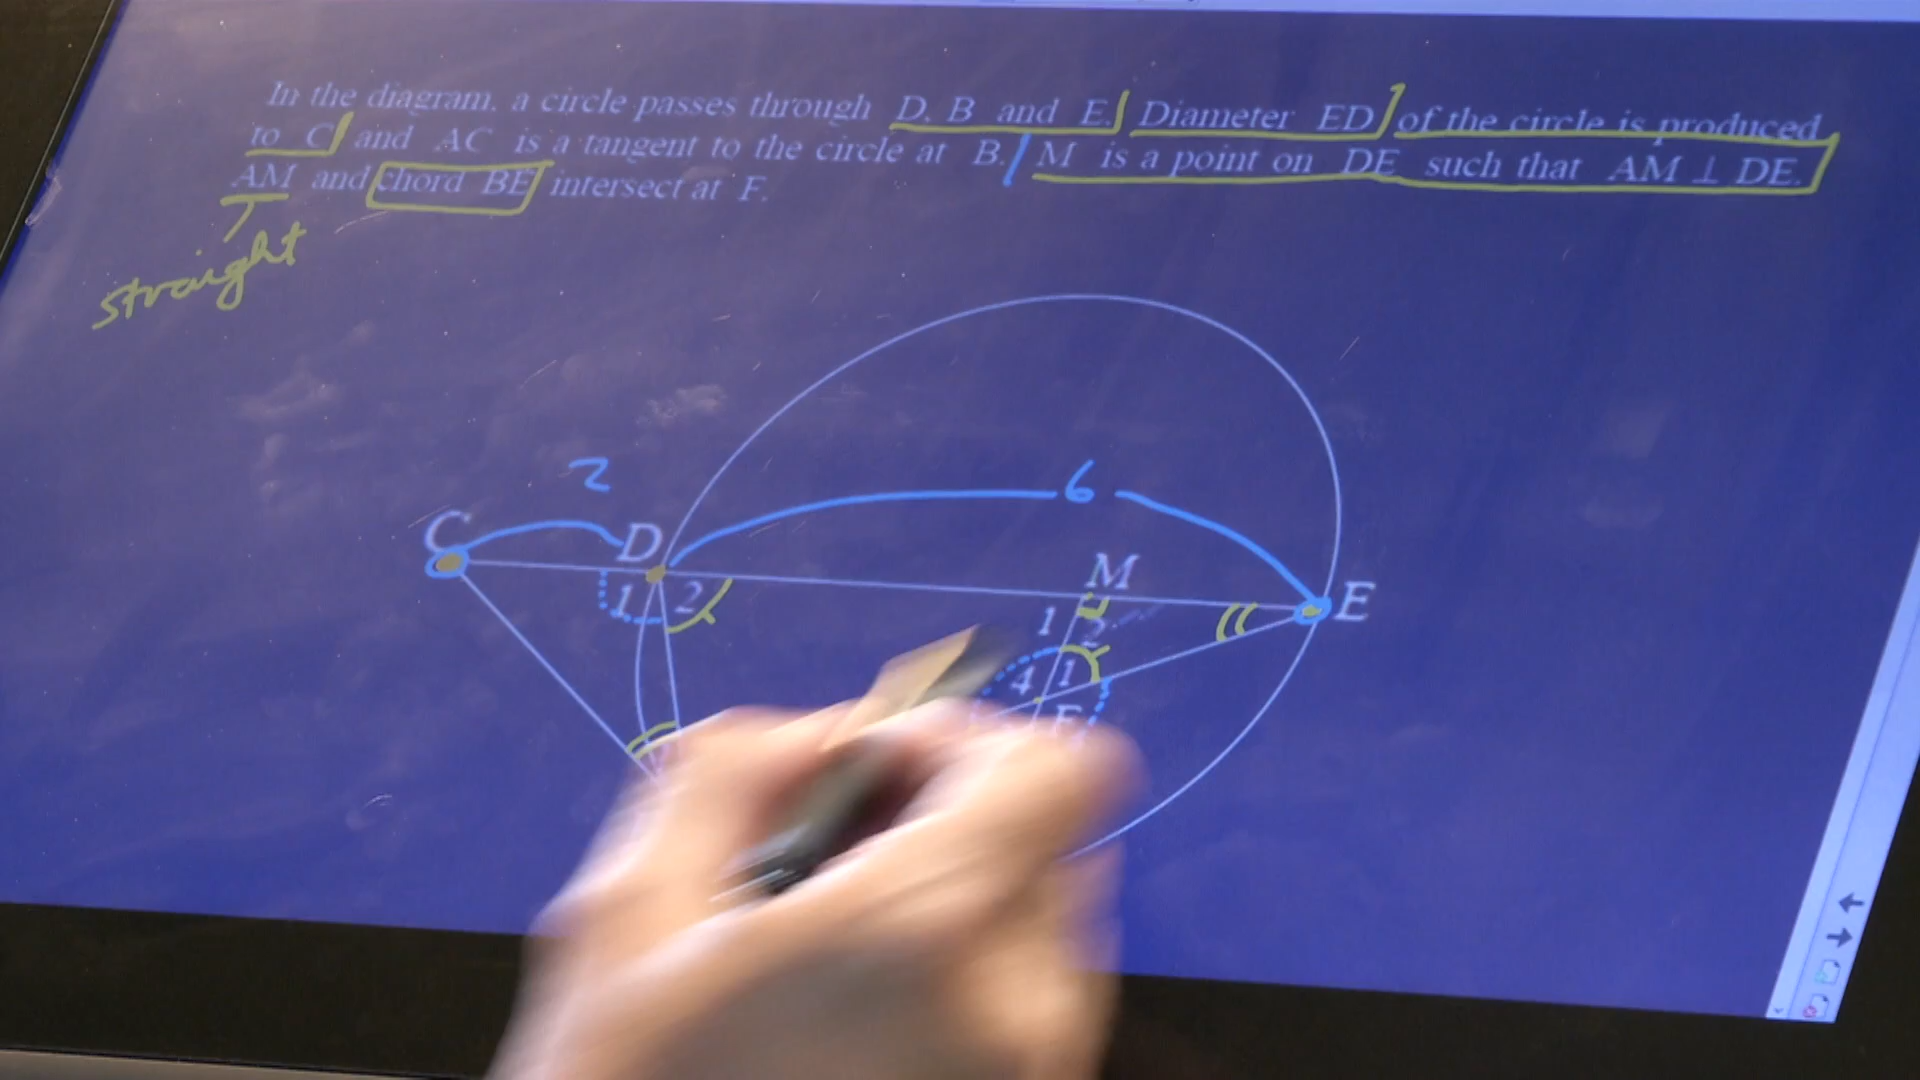 In the diagram, a circle passes through D, B and E. Diameter ED of the circle is produced
to C and AC is a tangent to the circle at B. M is a point on DE such that AM ⊥ DE.
AM and chord BE intersect at F.
straight
2
6
C
D
M
E
1
2
1
2
4
1
F